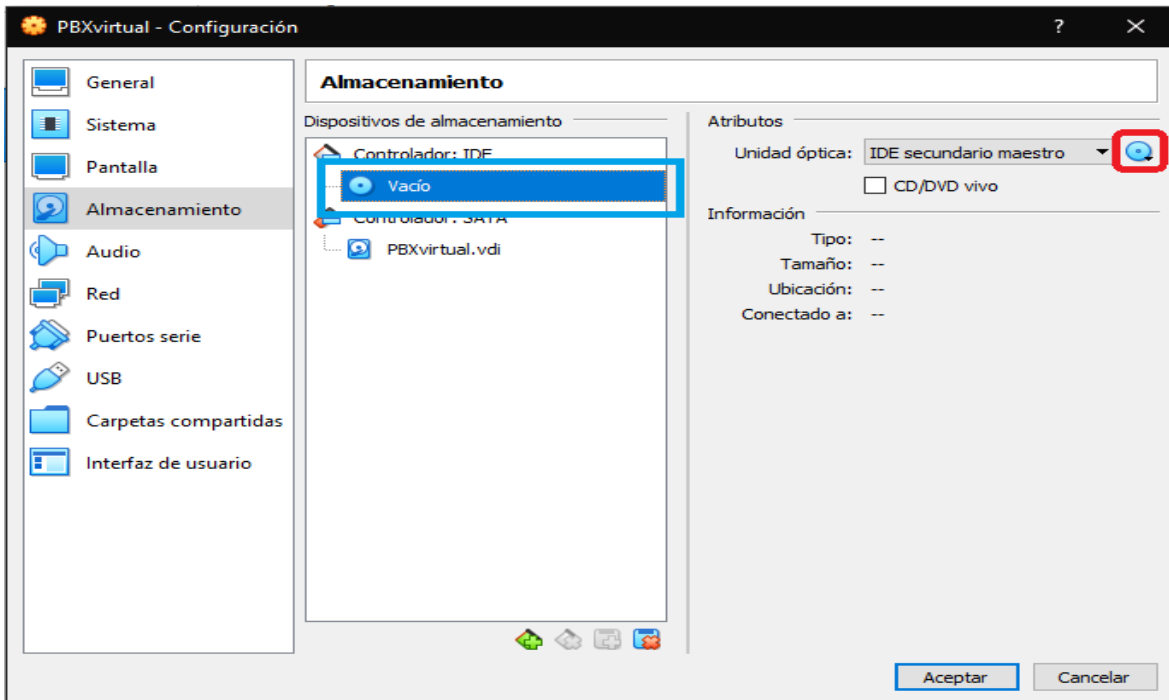 PBXvirtual - Configuración
?
General
Sistema
Pantalla
Almacenamiento
Audio
Red
Puertos serie
USB
Carpetas compartidas
Interfaz de usuario
Almacenamiento
Dispositivos de almacenamiento
Controlador: IDE
Vacío
Controlador: SATA
PBXvirtual.vdi
Atributos
Unidad óptica: IDE secundario maestro
CD/DVD vivo
Información
Tipo: --
Tamaño: --
Ubicación: --
Conectado a: --
Aceptar Cancelar